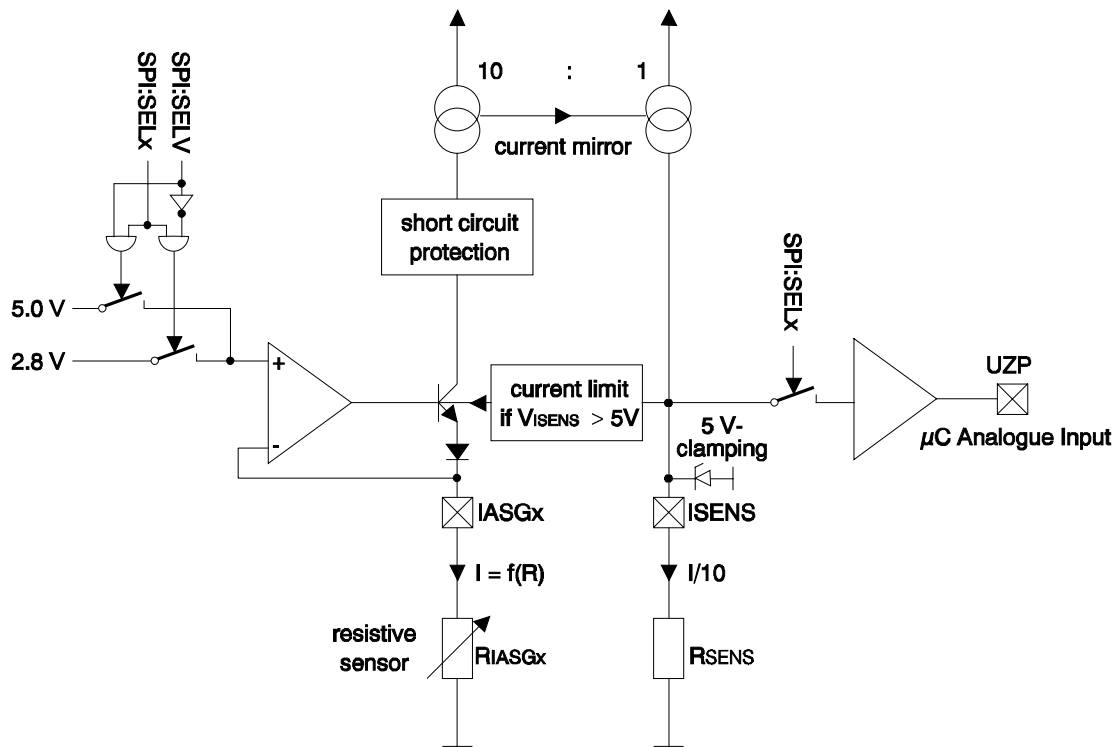 SPI:SELx
SPI:SELV
10 : 1
current mirror
short circuit
protection
5.0 V
2.8 V
+
-
current limit
if VISENS > 5V
SPI:SELx
5 V-
clamping
UZP
µC Analogue Input
IASGx
ISENS
I = f(R)
I/10
resistive
sensor
RIASGx
RSENS